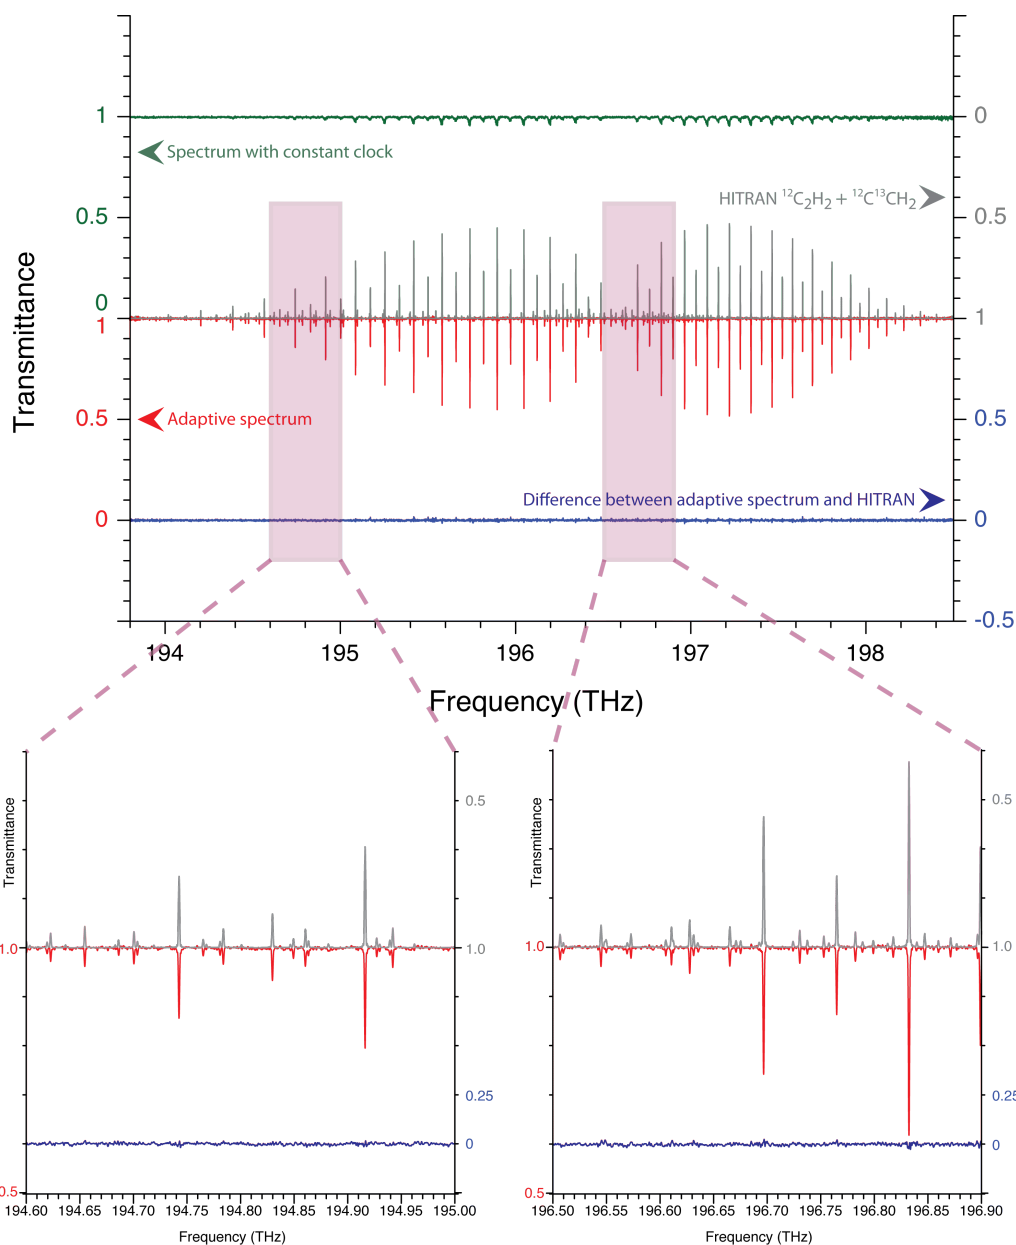 1
0
Spectrum with constant clock
HITRAN ¹²C₂H₂ + ¹²C¹³CH₂
0.5
0.5
Transmittance
0
1
1
Adaptive spectrum
0.5
0.5
Difference between adaptive spectrum and HITRAN
0
0
-0.5
194 195 196 197 198
Frequency (THz)
Transmittance
0.5
1.0
1.0
0.25
0
0.5
194.60 194.65 194.70 194.75 194.80 194.85 194.90 194.95 195.00
Frequency (THz)
Transmittance
0.5
1.0
1.0
0.25
0
0.5
196.50 196.55 196.60 196.65 196.70 196.75 196.80 196.85 196.90
Frequency (THz)